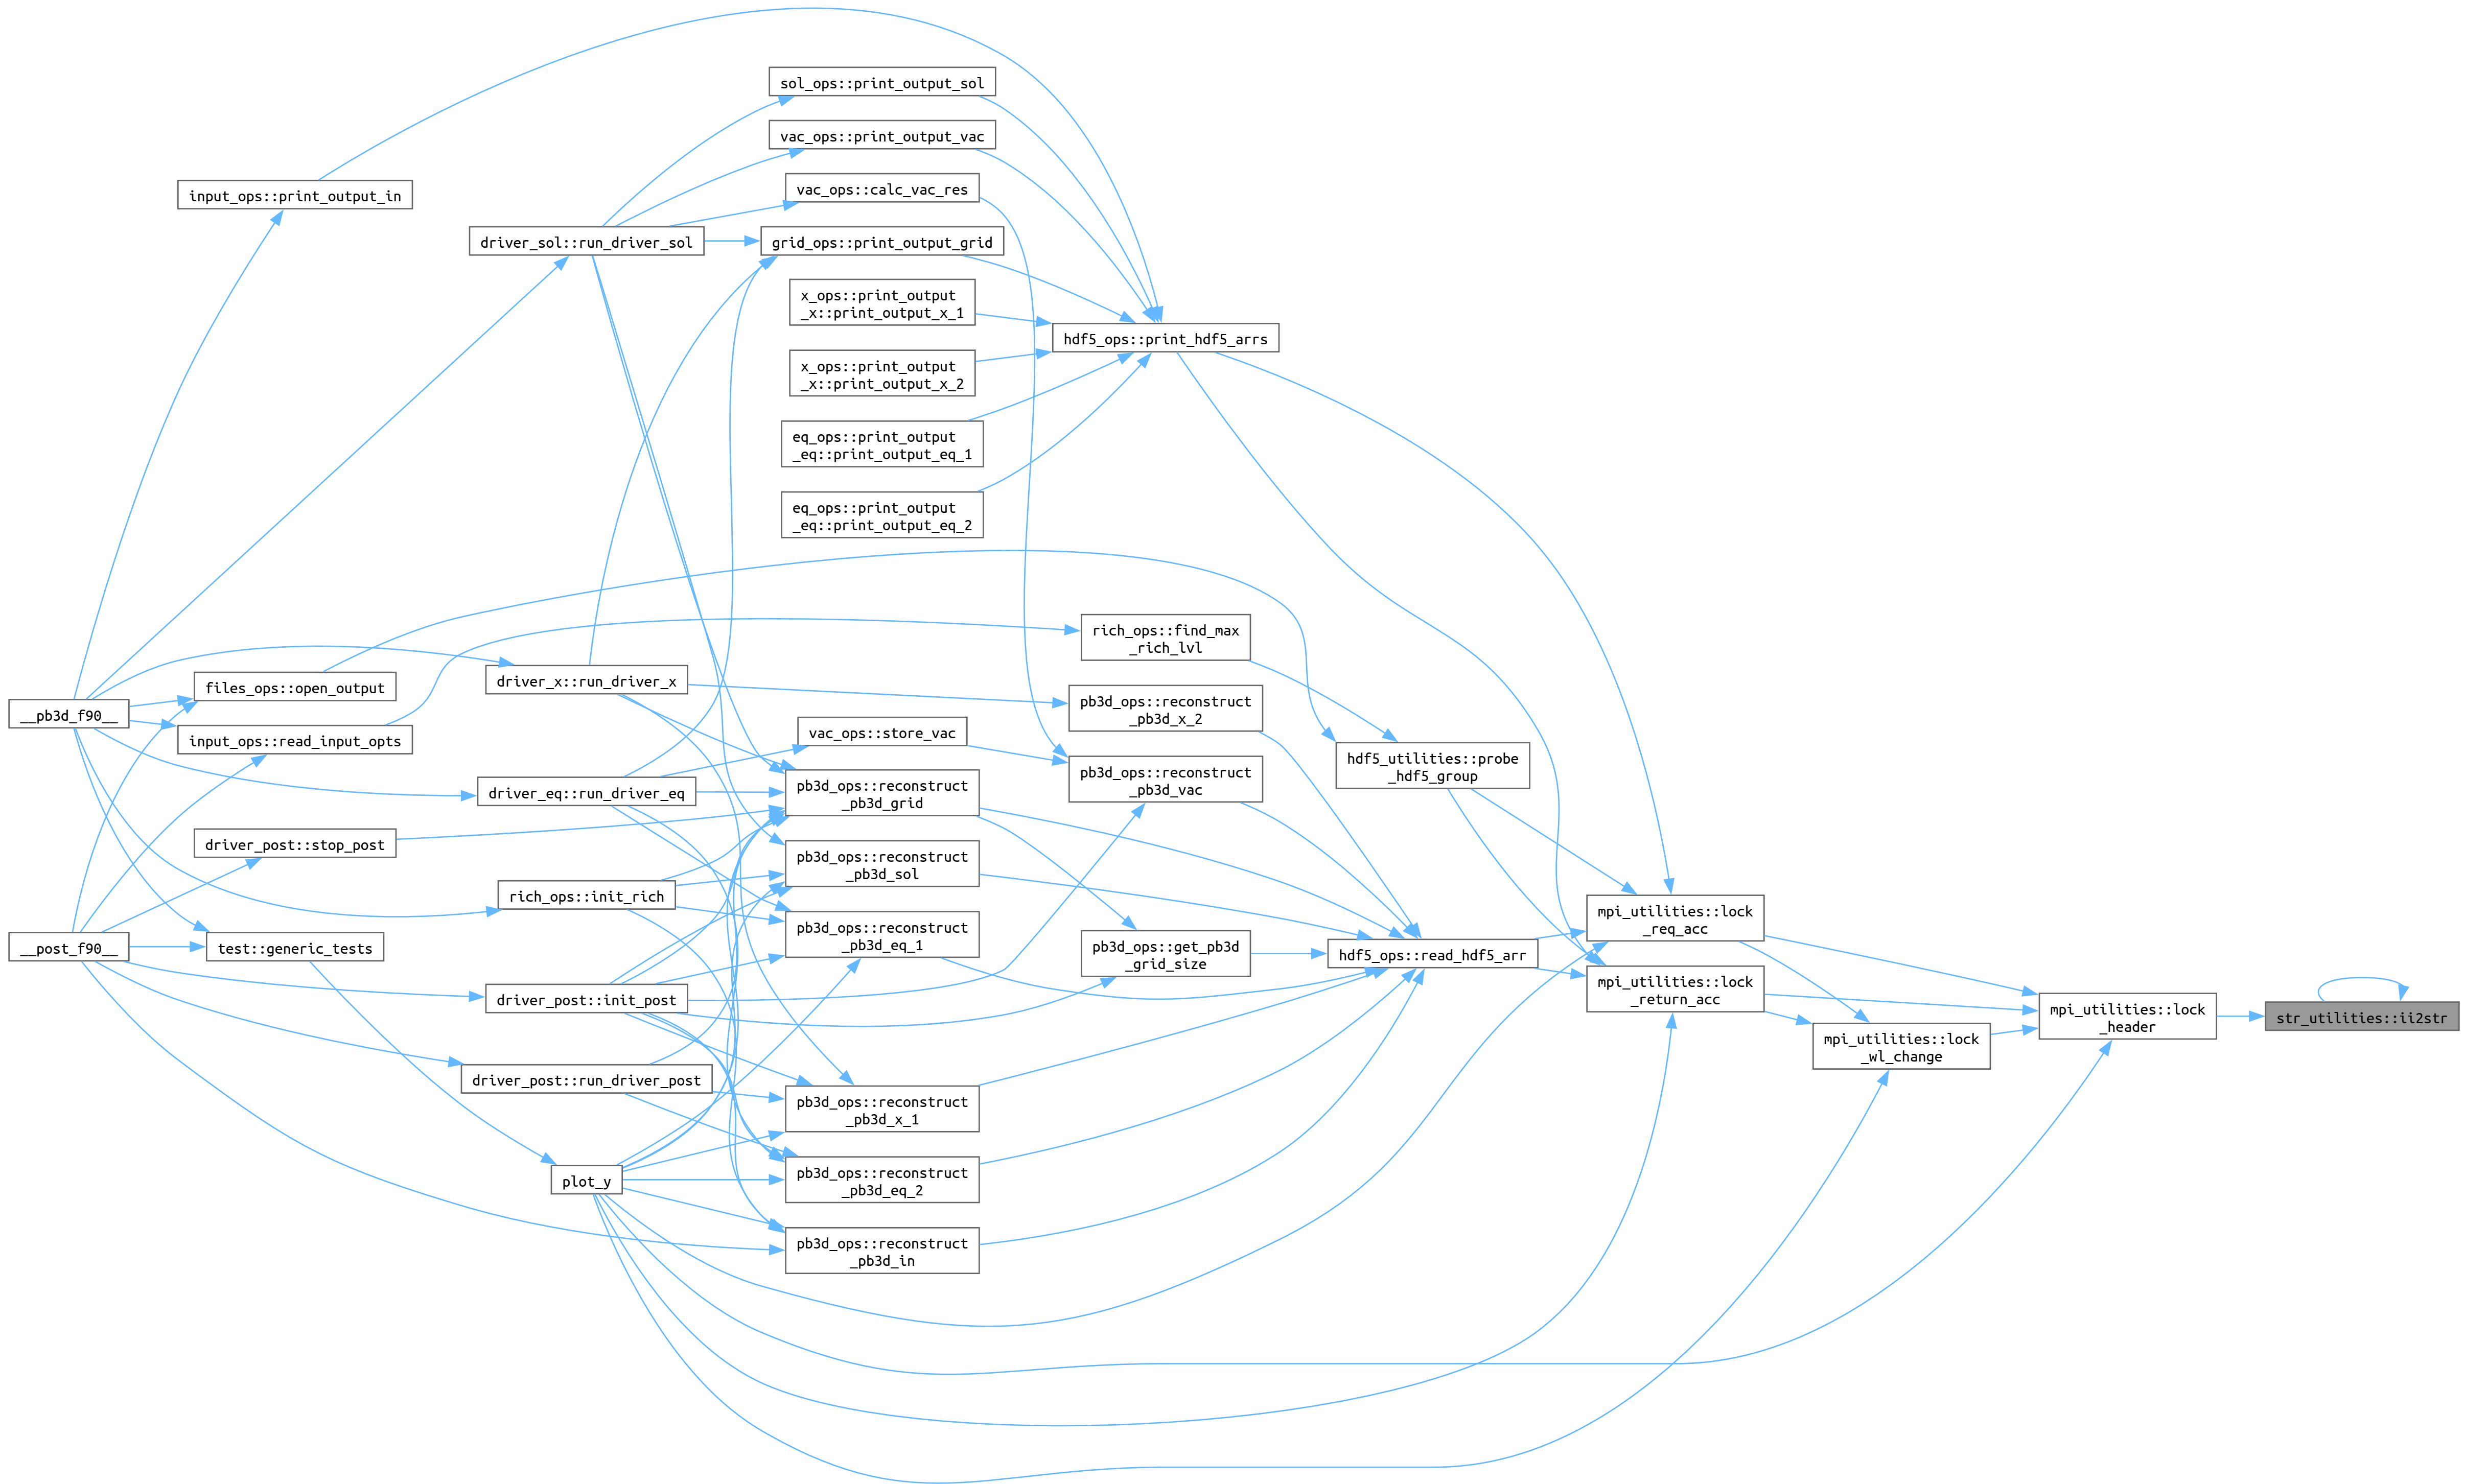 sol_ops::print_output_sol
vac_ops::print_output_vac
vac_ops::calc_vac_res
input_ops::print_output_in
driver_sol::run_driver_sol
grid_ops::print_output_grid
x_ops::print_output
_x::print_output_x_1
hdf5_ops::print_hdf5_arrs
x_ops::print_output
_x::print_output_x_2
eq_ops::print_output
_eq::print_output_eq_1
eq_ops::print_output
_eq::print_output_eq_2
rich_ops::find_max
_rich_lvl
driver_x::run_driver_x
files_ops::open_output
pb3d_ops::reconstruct
_pb3d_x_2
__pb3d_f90__
input_ops::read_input_opts
vac_ops::store_vac
hdf5_utilities::probe
_hdf5_group
pb3d_ops::reconstruct
_pb3d_vac
driver_eq::run_driver_eq
pb3d_ops::reconstruct
_pb3d_grid
driver_post::stop_post
pb3d_ops::reconstruct
_pb3d_sol
rich_ops::init_rich
mpi_utilities::lock
_req_acc
pb3d_ops::reconstruct
_pb3d_eq_1
__post_f90__
test::generic_tests
pb3d_ops::get_pb3d
_grid_size
hdf5_ops::read_hdf5_arr
mpi_utilities::lock
_return_acc
driver_post::init_post
mpi_utilities::lock
_header
str_utilities::ii2str
mpi_utilities::lock
_wl_change
driver_post::run_driver_post
pb3d_ops::reconstruct
_pb3d_x_1
plot_y
pb3d_ops::reconstruct
_pb3d_eq_2
pb3d_ops::reconstruct
_pb3d_in